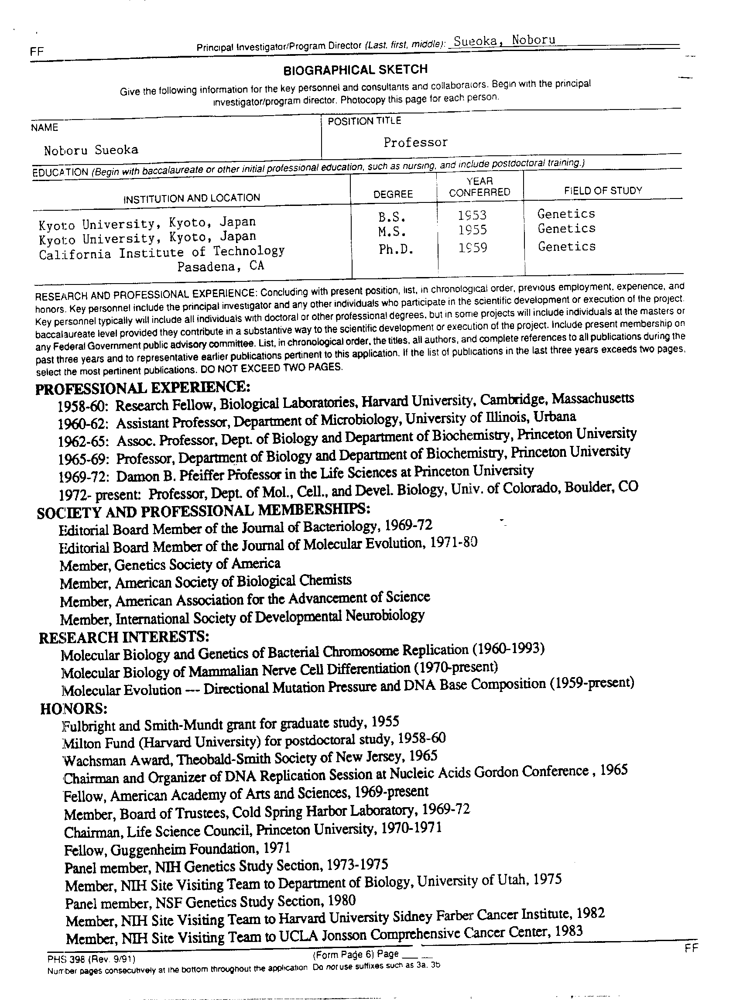 FF
Principal Investigator/Program Director (Last, first, middle): Sueoka, Noboru
BIOGRAPHICAL SKETCH
Give the following information for the key personnel and consultants and collaborators. Begin with the principal
investigator/program director. Photocopy this page for each person.
NAME
POSITION TITLE
Noboru Sueoka
Professor
EDUCATION (Begin with baccalaureate or other initial professional education, such as nursing, and include postdoctoral training.)
INSTITUTION AND LOCATION DEGREE YEAR CONFERRED FIELD OF STUDY
Kyoto University, Kyoto, Japan B.S. 1953 Genetics
Kyoto University, Kyoto, Japan M.S. 1955 Genetics
California Institute of Technology Ph.D. 1959 Genetics
Pasadena, CA
RESEARCH AND PROFESSIONAL EXPERIENCE: Concluding with present position, list, in chronological order, previous employment, experience, and
honors. Key personnel include the principal investigator and any other individuals who participate in the scientific development or execution of the project.
Key personnel typically will include all individuals with doctoral or other professional degrees, but in some projects will include individuals at the masters or
baccalaureate level provided they contribute in a substantive way to the scientific development or execution of the project. Include present membership on
any Federal Government public advisory committee. List, in chronological order, the titles, all authors, and complete references to all publications during the
past three years and to representative earlier publications pertinent to this application. If the list of publications in the last three years exceeds two pages,
select the most pertinent publications. DO NOT EXCEED TWO PAGES.
PROFESSIONAL EXPERIENCE:
1958-60: Research Fellow, Biological Laboratories, Harvard University, Cambridge, Massachusetts
1960-62: Assistant Professor, Department of Microbiology, University of Illinois, Urbana
1962-65: Assoc. Professor, Dept. of Biology and Department of Biochemistry, Princeton University
1965-69: Professor, Department of Biology and Department of Biochemistry, Princeton University
1969-72: Damon B. Pfeiffer Professor in the Life Sciences at Princeton University
1972- present: Professor, Dept. of Mol., Cell., and Devel. Biology, Univ. of Colorado, Boulder, CO
SOCIETY AND PROFESSIONAL MEMBERSHIPS:
Editorial Board Member of the Journal of Bacteriology, 1969-72
Editorial Board Member of the Journal of Molecular Evolution, 1971-80
Member, Genetics Society of America
Member, American Society of Biological Chemists
Member, American Association for the Advancement of Science
Member, International Society of Developmental Neurobiology
RESEARCH INTERESTS:
Molecular Biology and Genetics of Bacterial Chromosome Replication (1960-1993)
Molecular Biology of Mammalian Nerve Cell Differentiation (1970-present)
Molecular Evolution --- Directional Mutation Pressure and DNA Base Composition (1959-present)
HONORS:
Fulbright and Smith-Mundt grant for graduate study, 1955
Milton Fund (Harvard University) for postdoctoral study, 1958-60
Wachsman Award, Theobald-Smith Society of New Jersey, 1965
Chairman and Organizer of DNA Replication Session at Nucleic Acids Gordon Conference , 1965
Fellow, American Academy of Arts and Sciences, 1969-present
Member, Board of Trustees, Cold Spring Harbor Laboratory, 1969-72
Chairman, Life Science Council, Princeton University, 1970-1971
Fellow, Guggenheim Foundation, 1971
Panel member, NIH Genetics Study Section, 1973-1975
Member, NIH Site Visiting Team to Department of Biology, University of Utah, 1975
Panel member, NSF Genetics Study Section, 1980
Member, NIH Site Visiting Team to Harvard University Sidney Farber Cancer Institute, 1982
Member, NIH Site Visiting Team to UCLA Jonsson Comprehensive Cancer Center, 1983
PHS 398 (Rev. 9/91) (Form Page 6) Page ___ ___ FF
Number pages consecutively at the bottom throughout the application. Do not use suffixes such as 3a, 3b